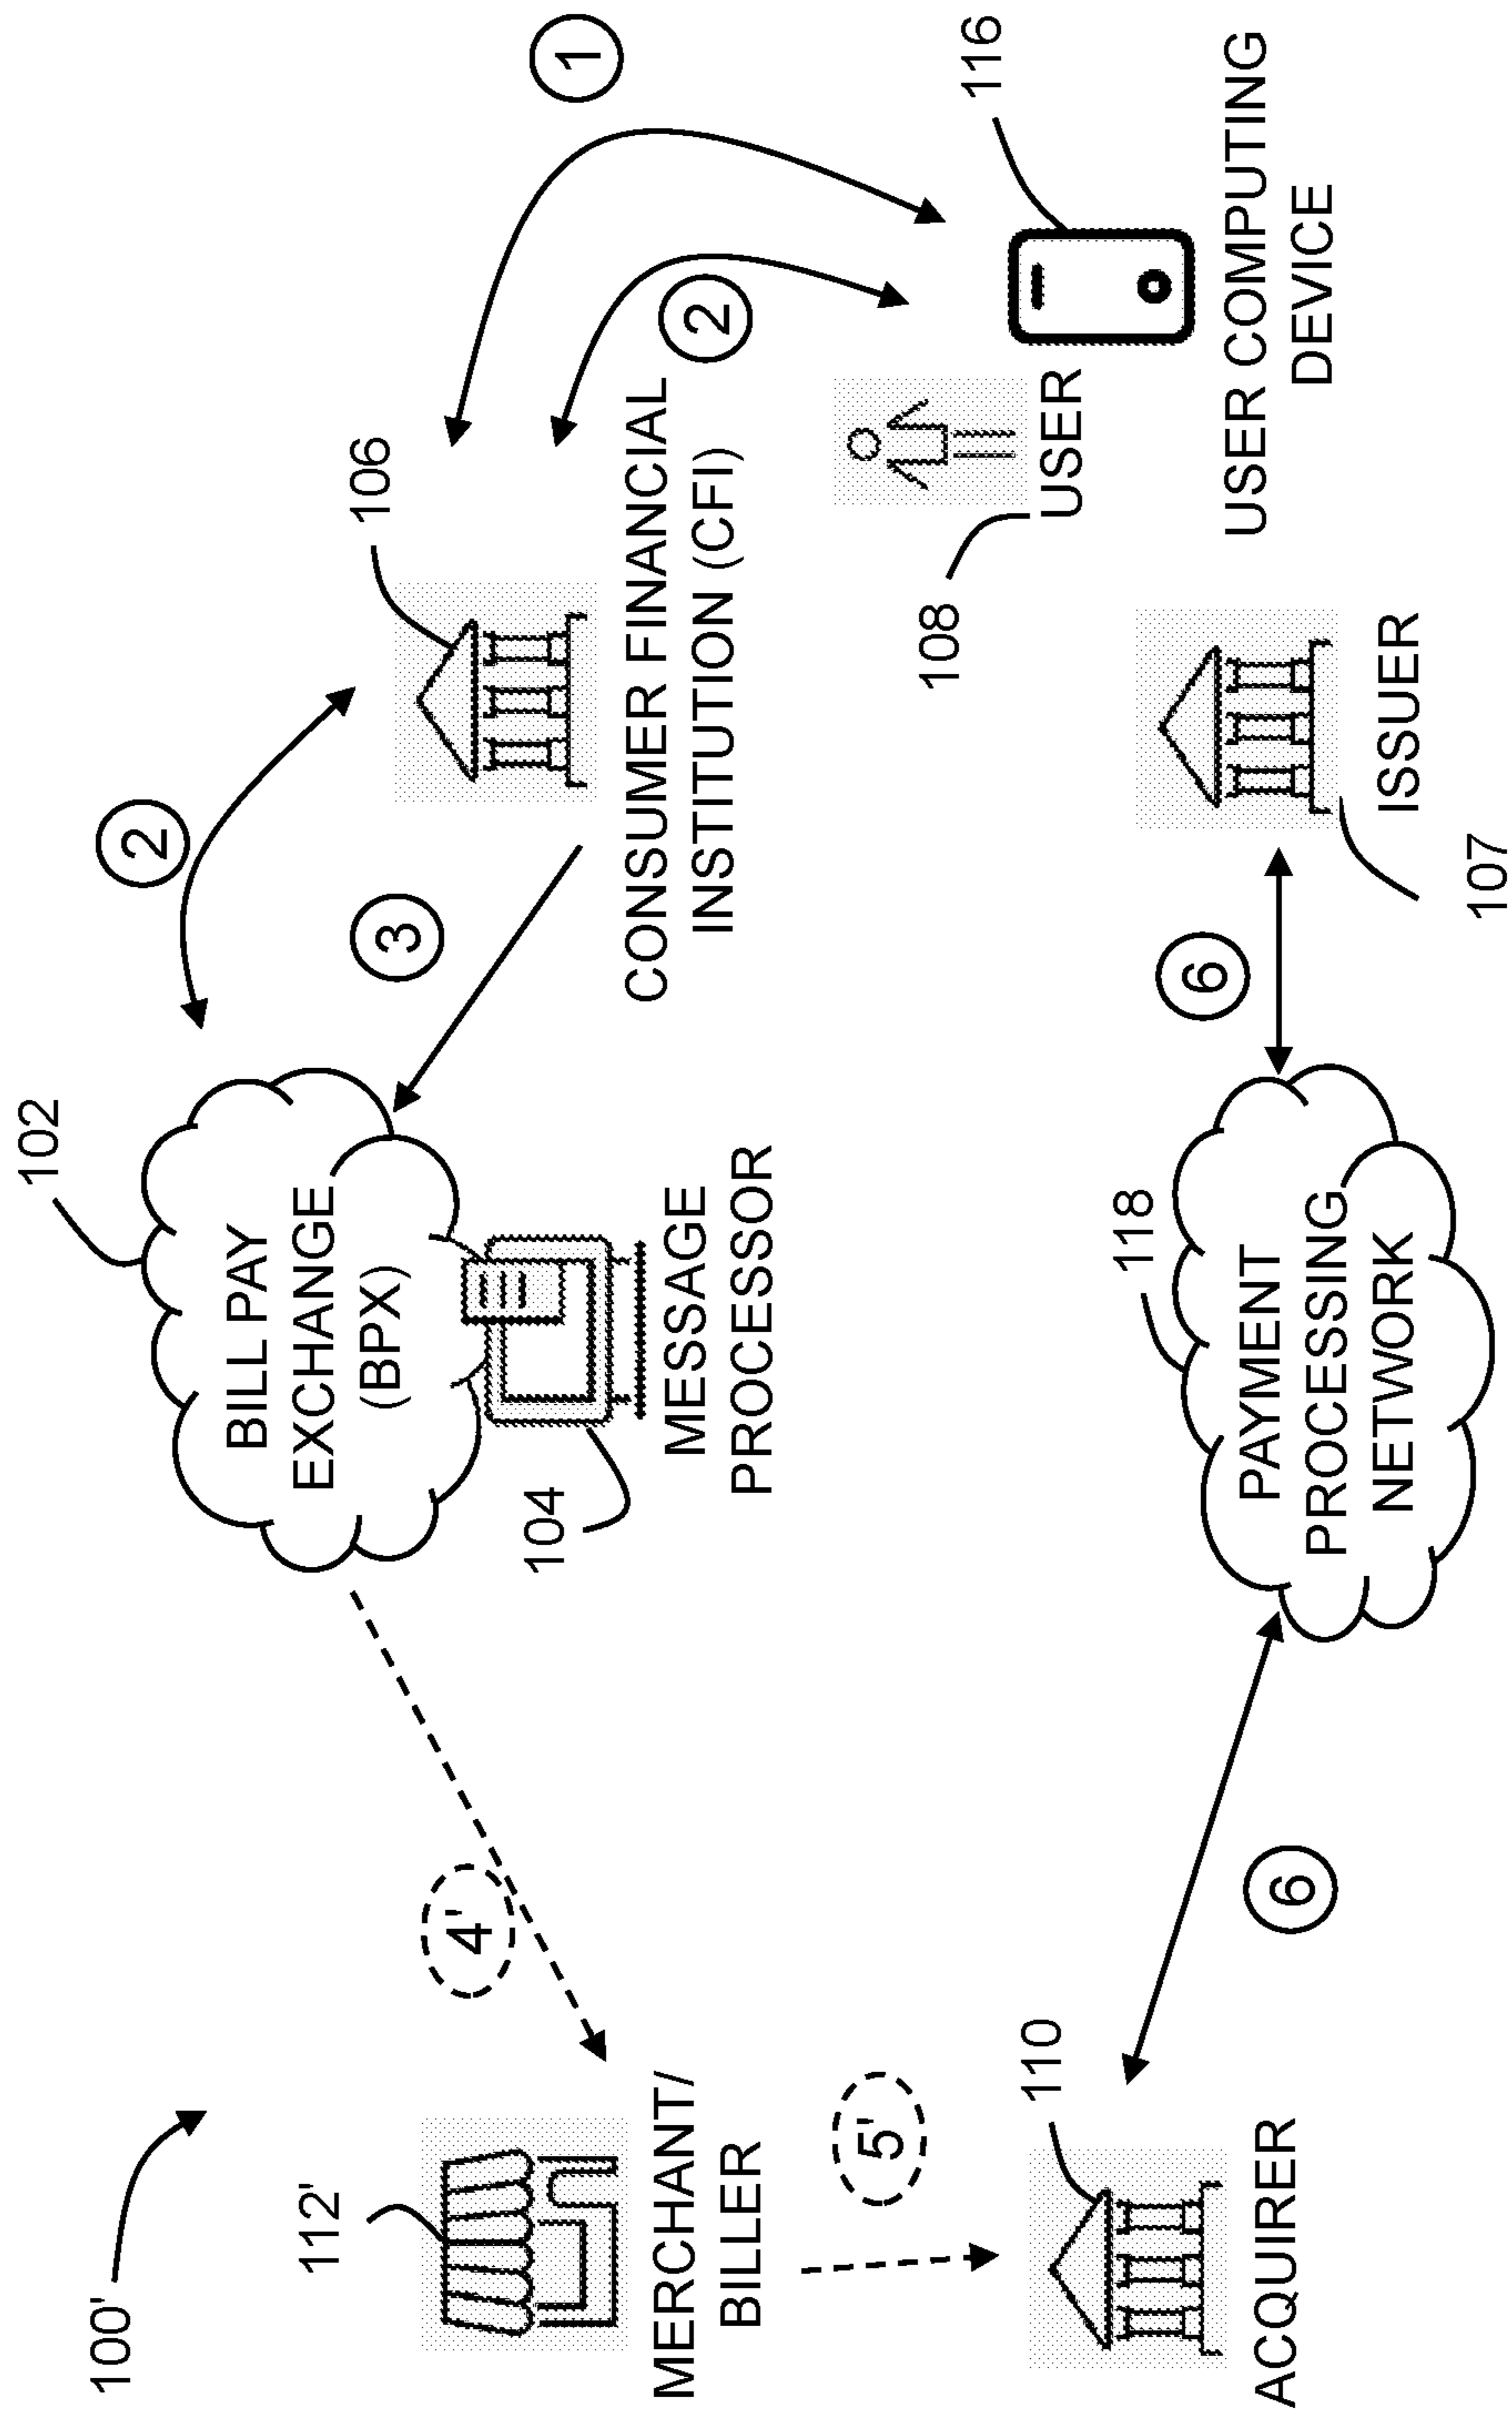 100'
112'
MERCHANT/
BILLER
4'
5'
110
ACQUIRER
102
BILL PAY
EXCHANGE
(BPX)
104
MESSAGE
PROCESSOR
2
3
106
CONSUMER FINANCIAL
INSTITUTION (CFI)
1
2
108
USER
116
USER COMPUTING
DEVICE
6
118
PAYMENT
PROCESSING
NETWORK
6
107
ISSUER